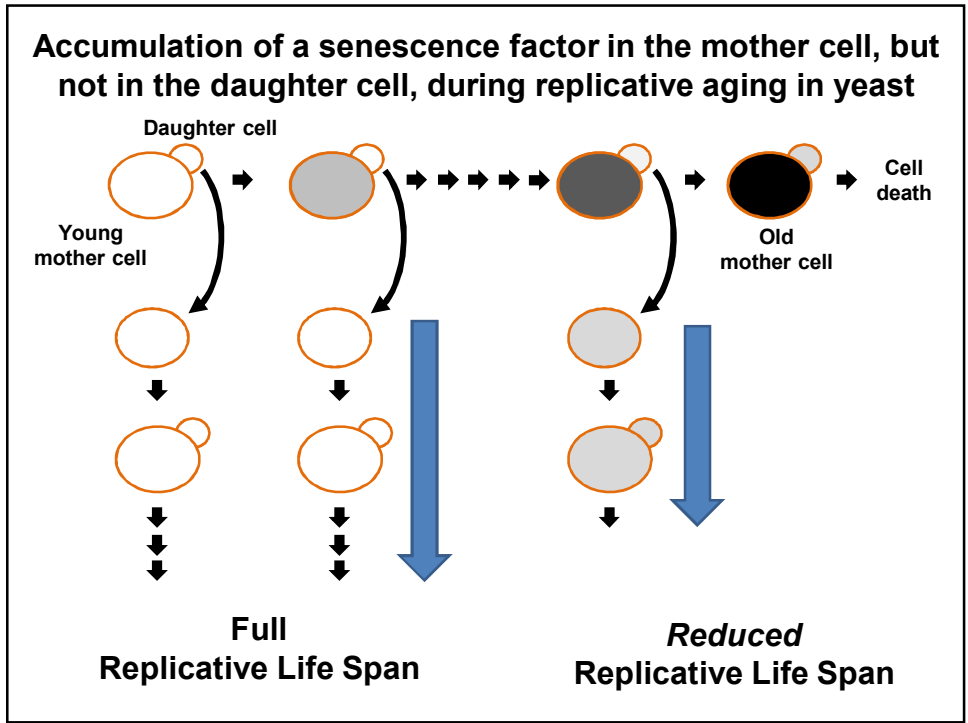 Accumulation of a senescence factor in the mother cell, but
not in the daughter cell, during replicative aging in yeast
Daughter cell
Cell
death
Young
mother cell
Old
mother cell
Full
Replicative Life Span
Reduced
Replicative Life Span